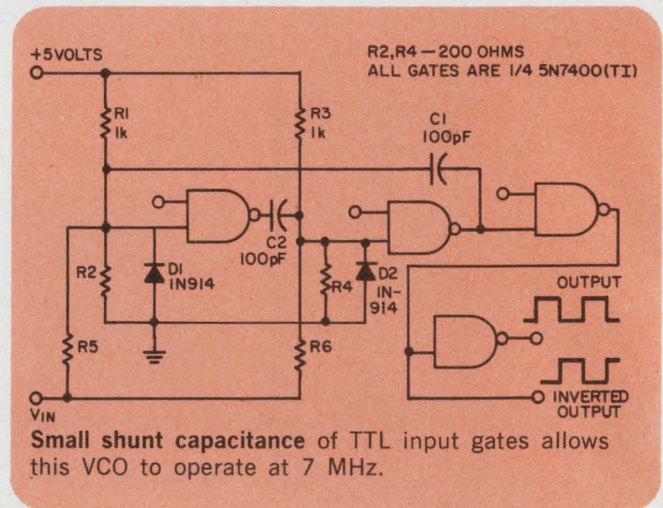 +5VOLTS
R2,R4—200 OHMS
ALL GATES ARE 1/4 5N7400(TI)
R1
1k
R3
1k
C1
100pF
C2
100pF
R2
D1
1N914
R4
D2
IN-
914
R5
R6
OUTPUT
INVERTED
OUTPUT
VIN
Small shunt capacitance of TTL input gates allows
this VCO to operate at 7 MHz.